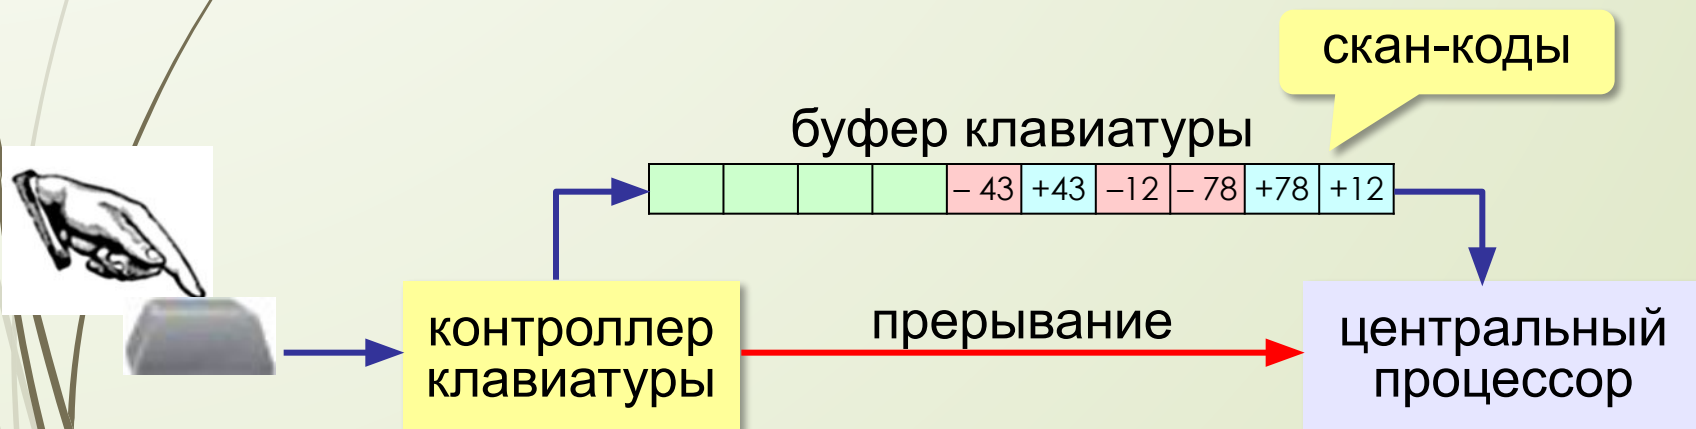 скан-коды
буфер клавиатуры
– 43 +43 –12 – 78 +78 +12
контроллер
клавиатуры
прерывание
центральный
процессор